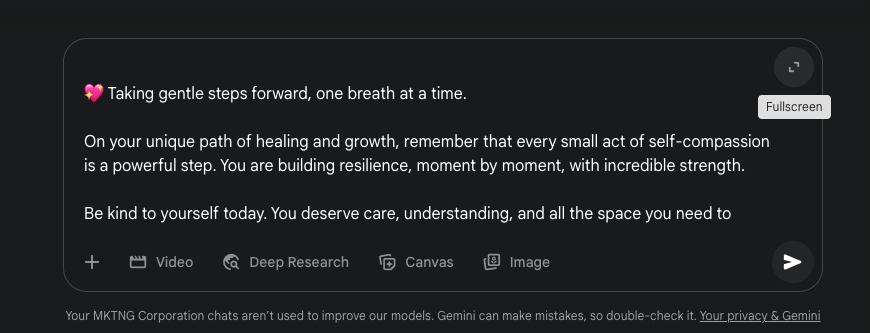 💖 Taking gentle steps forward, one breath at a time.
Fullscreen
On your unique path of healing and growth, remember that every small act of self-compassion
is a powerful step. You are building resilience, moment by moment, with incredible strength.
Be kind to yourself today. You deserve care, understanding, and all the space you need to
Video Deep Research Canvas Image
Your MKTNG Corporation chats aren’t used to improve our models. Gemini can make mistakes, so double-check it. Your privacy & Gemini